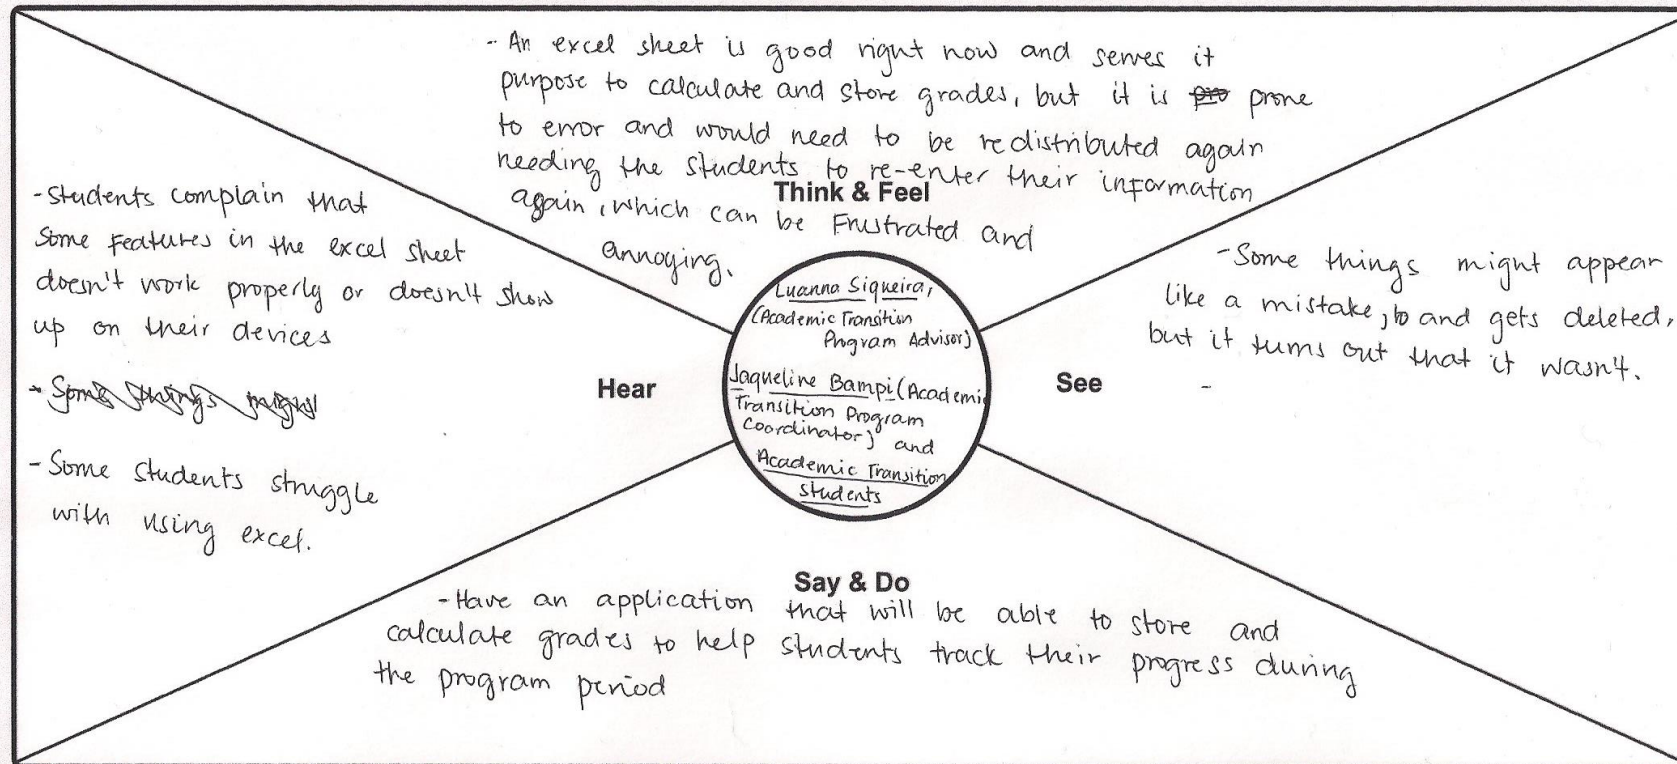 - An excel sheet is good right now and serves it
purpose to calculate and store grades, but it is pro prone
to error and would need to be redistributed again
needing the students to re-enter their information
again, which can be Frustrated and
annoying.
Think & Feel
- Students complain that
some features in the excel sheet
doesn't work properly or doesn't show
up on their devices
- Some things might
- Some students struggle
with using excel.
Hear
Luanna Siqueira,
(Academic Transition
Program Advisor)
Jaqueline Bampi (Academic
Transition Program
Coordinator) and
Academic Transition
students
See
- Some things might appear
like a mistake, to and gets deleted,
but it turns out that it wasn't.
-
Say & Do
- Have an application that will be able to store and
calculate grades to help students track their progress during
the program period